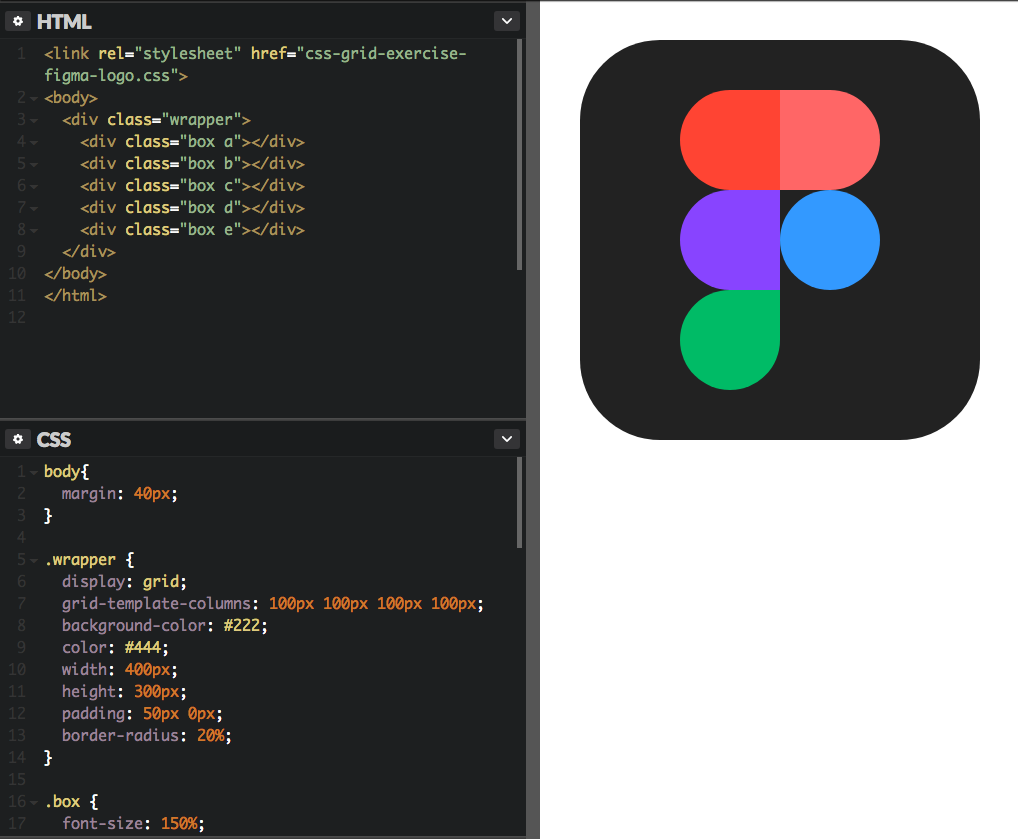 HTML
1 <link rel="stylesheet" href="css-grid-exercise-
figma-logo.css">
2 <body>
3 <div class="wrapper">
4 <div class="box a"></div>
5 <div class="box b"></div>
6 <div class="box c"></div>
7 <div class="box d"></div>
8 <div class="box e"></div>
9 </div>
10 </body>
11 </html>
12
CSS
1 body{
2 margin: 40px;
3 }
4
5 .wrapper {
6 display: grid;
7 grid-template-columns: 100px 100px 100px 100px;
8 background-color: #222;
9 color: #444;
10 width: 400px;
11 height: 300px;
12 padding: 50px 0px;
13 border-radius: 20%;
14 }
15
16 .box {
17 font-size: 150%;